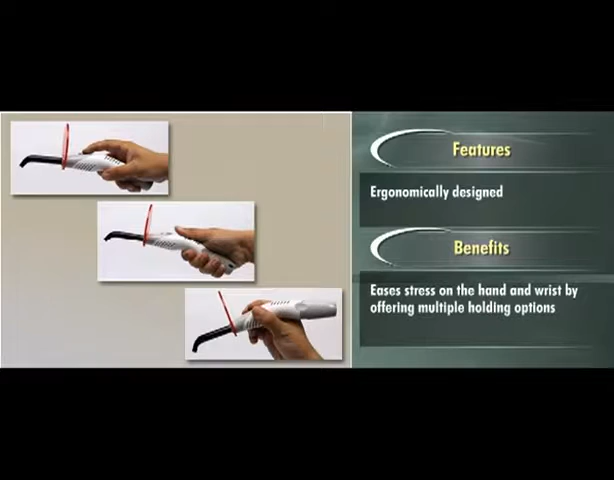 Features
Ergonomically designed
Benefits
Eases stress on the hand and wrist by
offering multiple holding options